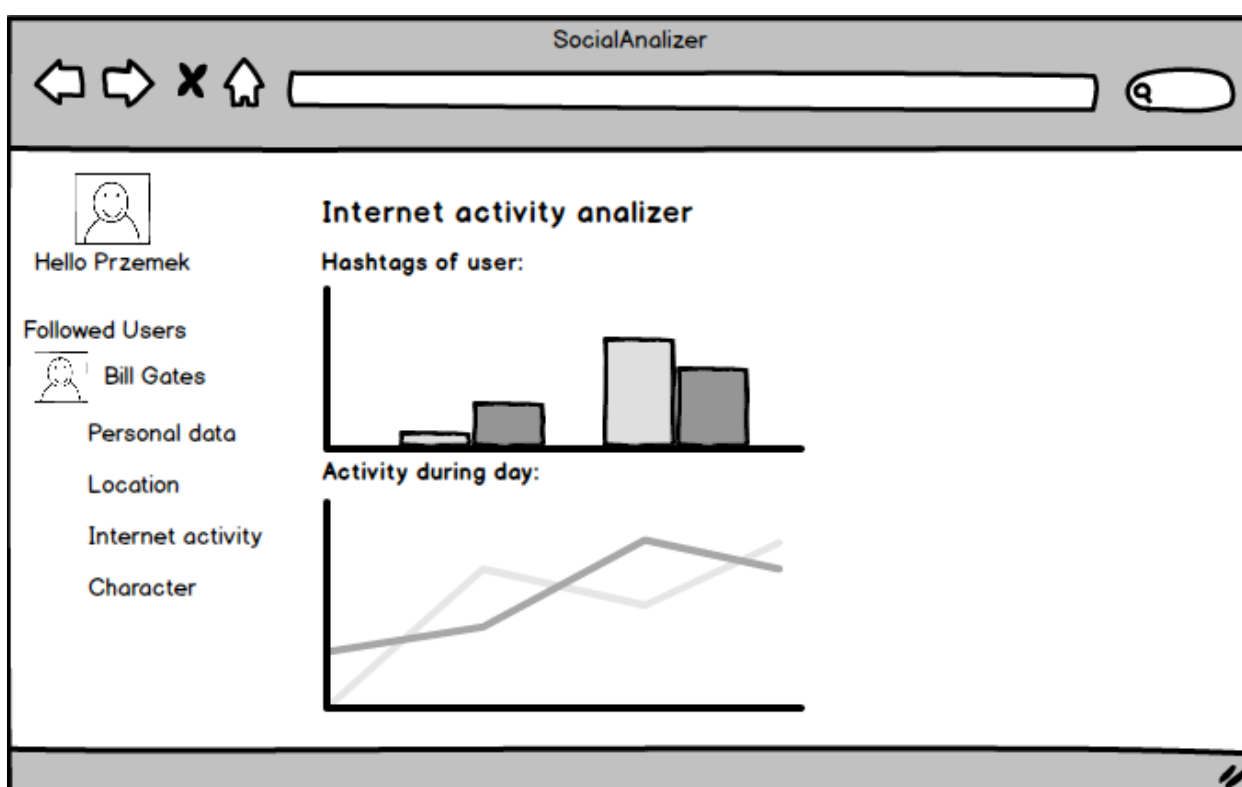 SocialAnalizer
Hello Przemek
Followed Users
Bill Gates
Personal data
Location
Internet activity
Character
Internet activity analizer
Hashtags of user:
Activity during day: